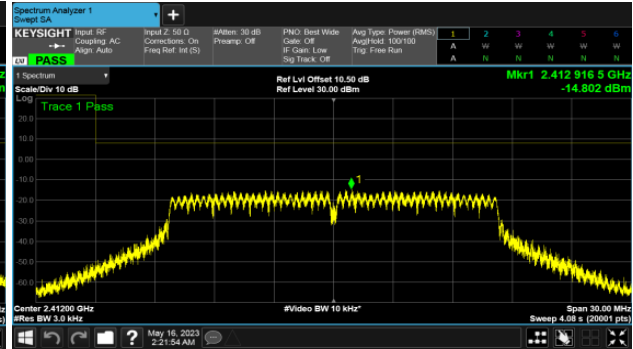 Spectrum Analyzer 1
Swept SA
+
KEYSIGHT
Input: RF
Coupling: AC
Align: Auto
Input Z: 50 Ω
Corrections: On
Freq Ref: Int (S)
#Atten: 30 dB
Preamp: Off
PNO: Best Wide
Gate: Off
IF Gain: Low
Sig Track: Off
Avg Type: Power (RMS)
Avg|Hold: 100/100
Trig: Free Run
1 2 3 4 5 6
A W W W W W
A N N N N N
LXI PASS
1 Spectrum
Scale/Div 10 dB
Ref Lvl Offset 10.50 dB
Ref Level 30.00 dBm
Mkr1 2.412 916 5 GHz
-14.802 dBm
Log
Trace 1 Pass
20.0
10.0
0.00
-10.0
-20.0
-30.0
-40.0
-50.0
-60.0
1
Center 2.41200 GHz
#Res BW 3.0 kHz
#Video BW 10 kHz*
Span 30.00 MHz
Sweep 4.08 s (20001 pts)
?
May 16, 2023
2:21:54 AM